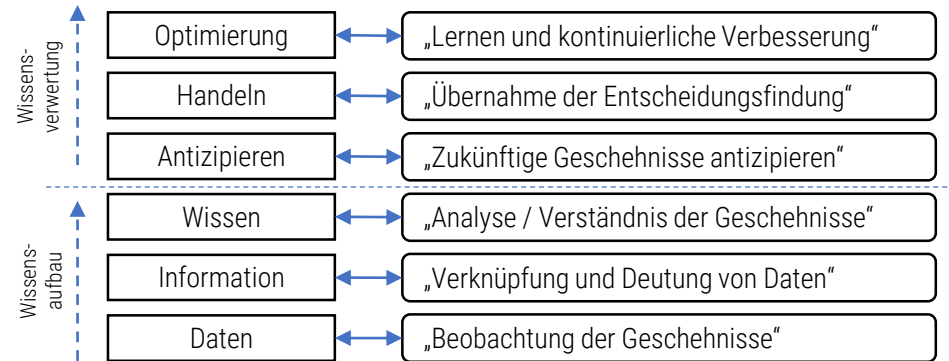 Wissens-
verwertung
Optimierung
„Lernen und kontinuierliche Verbesserung“
Handeln
„Übernahme der Entscheidungsfindung“
Antizipieren
„Zukünftige Geschehnisse antizipieren“
Wissens-
aufbau
Wissen
„Analyse / Verständnis der Geschehnisse“
Information
„Verknüpfung und Deutung von Daten“
Daten
„Beobachtung der Geschehnisse“